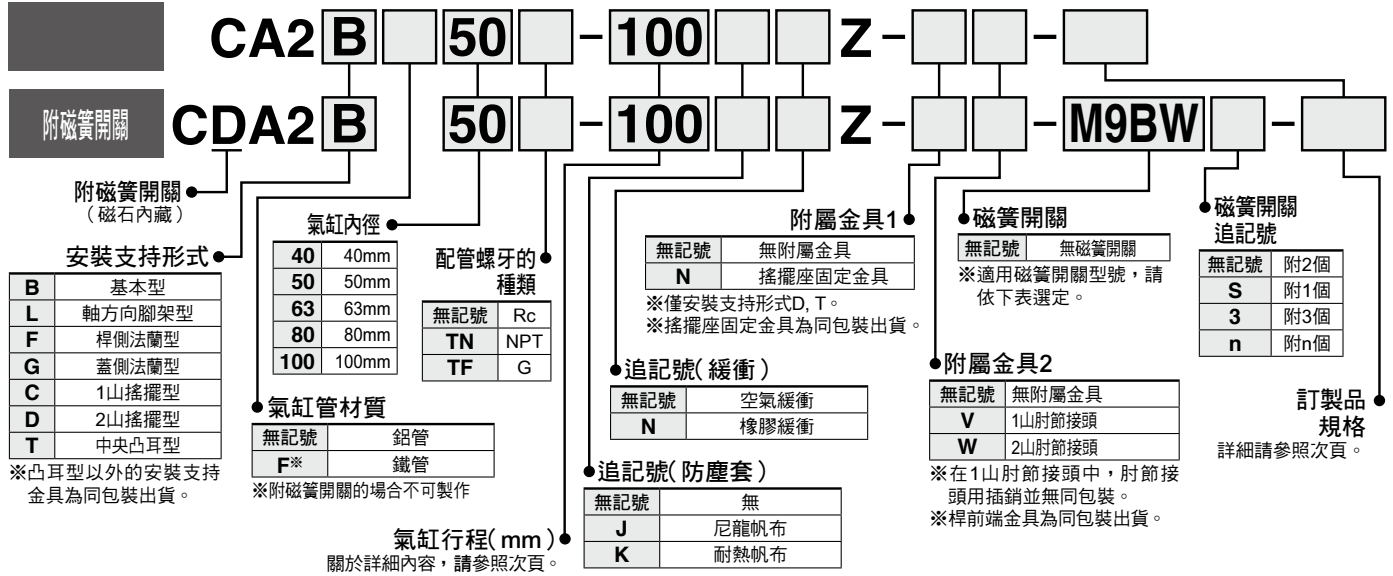 CA2 B 50 - 100 Z - -
附磁簧開關 CDA2 B 50 - 100 Z - - M9BW -
附磁簧開關
（磁石內藏）
安裝支持形式
B 基本型
L 軸方向腳架型
F 桿側法蘭型
G 蓋側法蘭型
C 1山搖擺型
D 2山搖擺型
T 中央凸耳型
※凸耳型以外的安裝支持
金具為同包裝出貨。
氣缸內徑
40 40mm
50 50mm
63 63mm
80 80mm
100 100mm
配管螺牙的
種類
無記號 Rc
TN NPT
TF G
氣缸管材質
無記號 鋁管
F※ 鐵管
※附磁簧開關的場合不可製作
氣缸行程(mm)
關於詳細內容，請參照次頁。
附屬金具1
無記號 無附屬金具
N 搖擺座固定金具
※僅安裝支持形式D, T。
※搖擺座固定金具為同包裝出貨。
追記號(緩衝)
無記號 空氣緩衝
N 橡膠緩衝
追記號(防塵套)
無記號 無
J 尼龍帆布
K 耐熱帆布
磁簧開關
無記號 無磁簧開關
※適用磁簧開關型號，請
依下表選定。
附屬金具2
無記號 無附屬金具
V 1山肘節接頭
W 2山肘節接頭
※在1山肘節接頭中，肘節接
頭用插銷並無同包裝。
※桿前端金具為同包裝出貨。
磁簧開關
追記號
無記號 附2個
S 附1個
3 附3個
n 附n個
訂製品
規格
詳細請參照次頁。